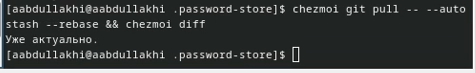 [aabdullakhi@aabdullakhi .password-store]$ chezmoi git pull -- --auto
stash --rebase && chezmoi diff
Уже актуально.
[aabdullakhi@aabdullakhi .password-store]$